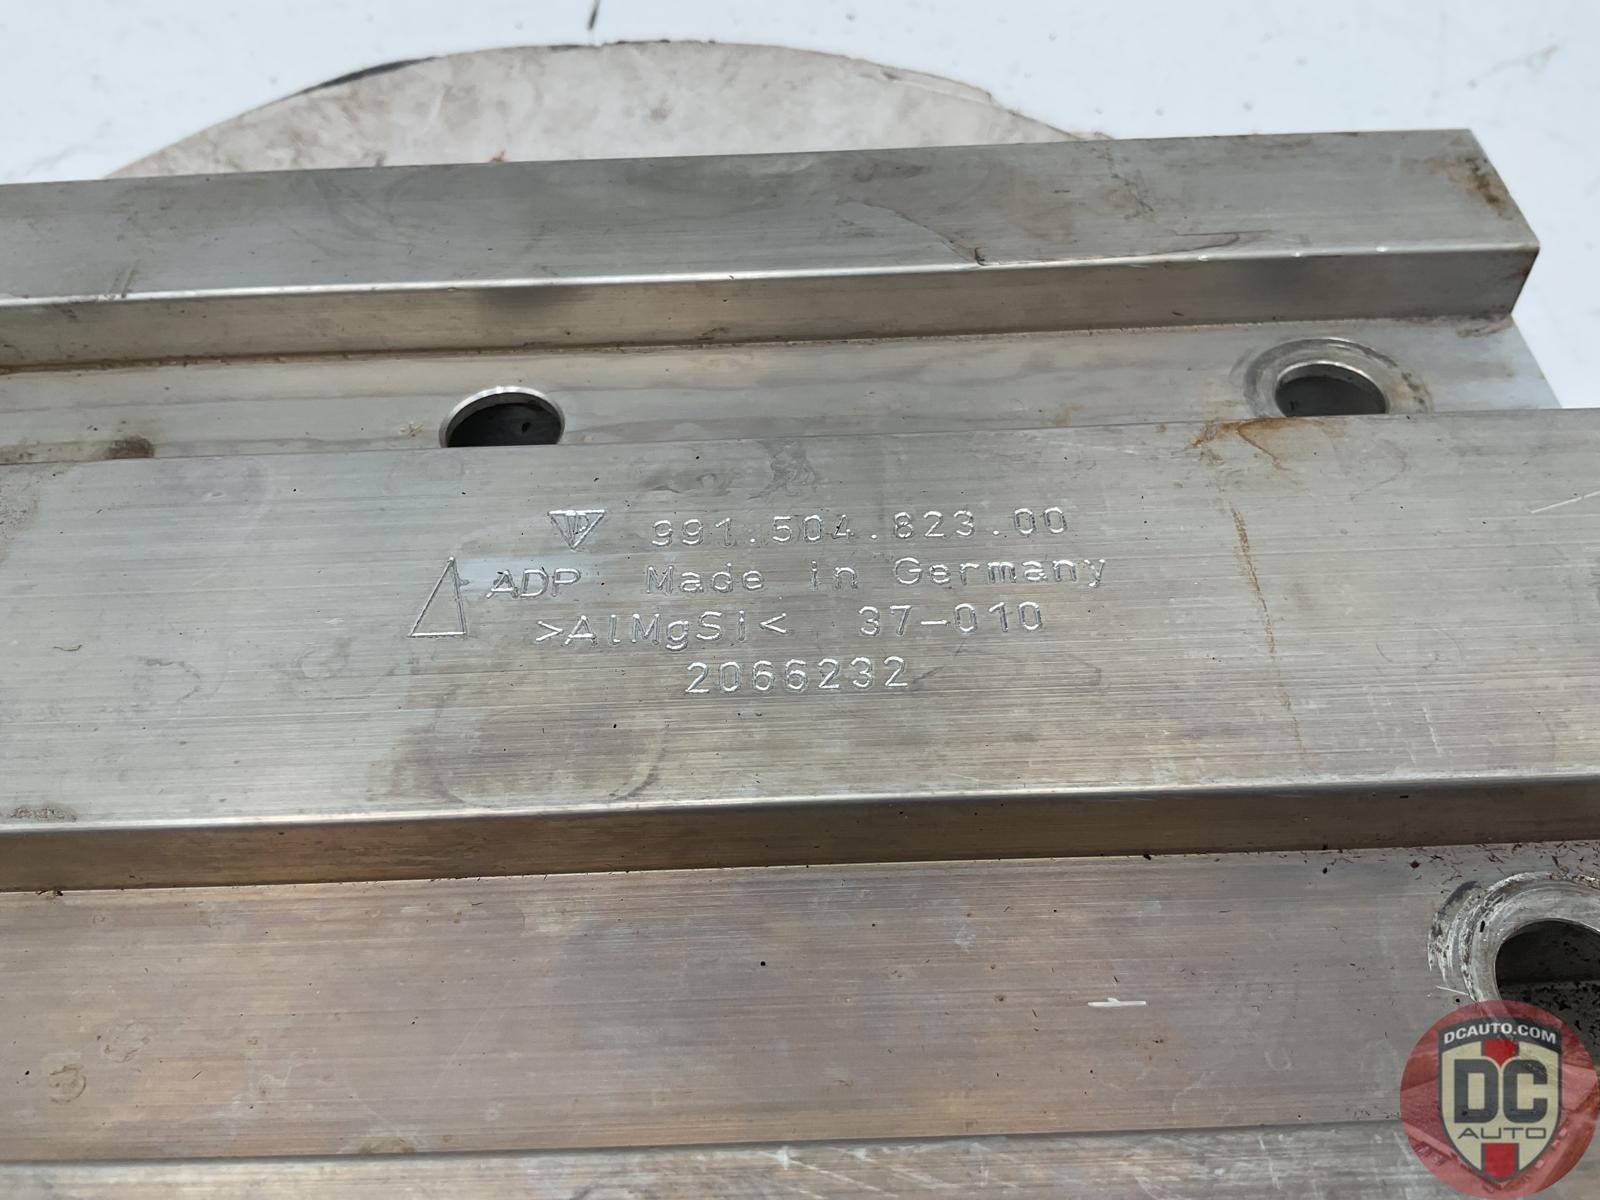 991.504.823.00
ADP Made in Germany
>AlMgSi< 37-010
2066232
DCAUTO.COM
DC
AUTO